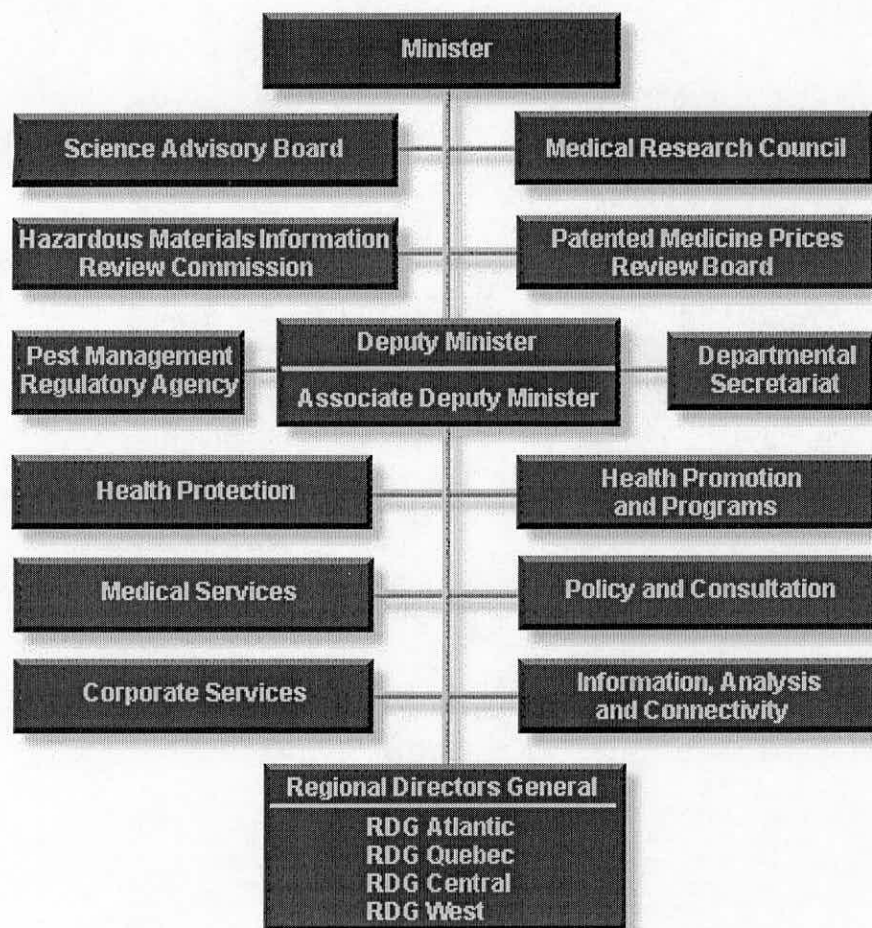 Minister
Science Advisory Board
Medical Research Council
Hazardous Materials Information
Review Commission
Patented Medicine Prices
Review Board
Pest Management
Regulatory Agency
Deputy Minister
Associate Deputy Minister
Departmental
Secretariat
Health Protection
Health Promotion
and Programs
Medical Services
Policy and Consultation
Corporate Services
Information, Analysis
and Connectivity
Regional Directors General
RDG Atlantic
RDG Quebec
RDG Central
RDG West